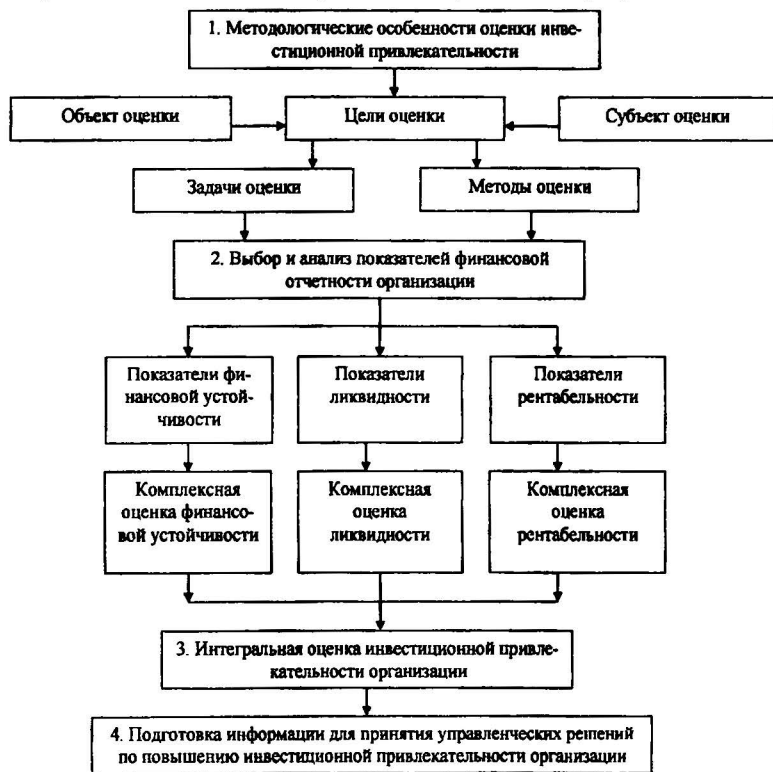 1. Методологические особенности оценки инве-
стиционной привлекательности
Объект оценки
Цели оценки
Субъект оценки
Задачи оценки
Методы оценки
2. Выбор и анализ показателей финансовой
отчетности организации
Показатели фи-
нансовой устой-
чивости
Показатели
ликвидности
Показатели
рентабельности
Комплексная
оценка финансо-
вой устойчивости
Комплексная
оценка
ликвидности
Комплексная
оценка
рентабельности
3. Интегральная оценка инвестиционной привле-
кательности организации
4. Подготовка информации для принятия управленческих решений
по повышению инвестиционной привлекательности организации